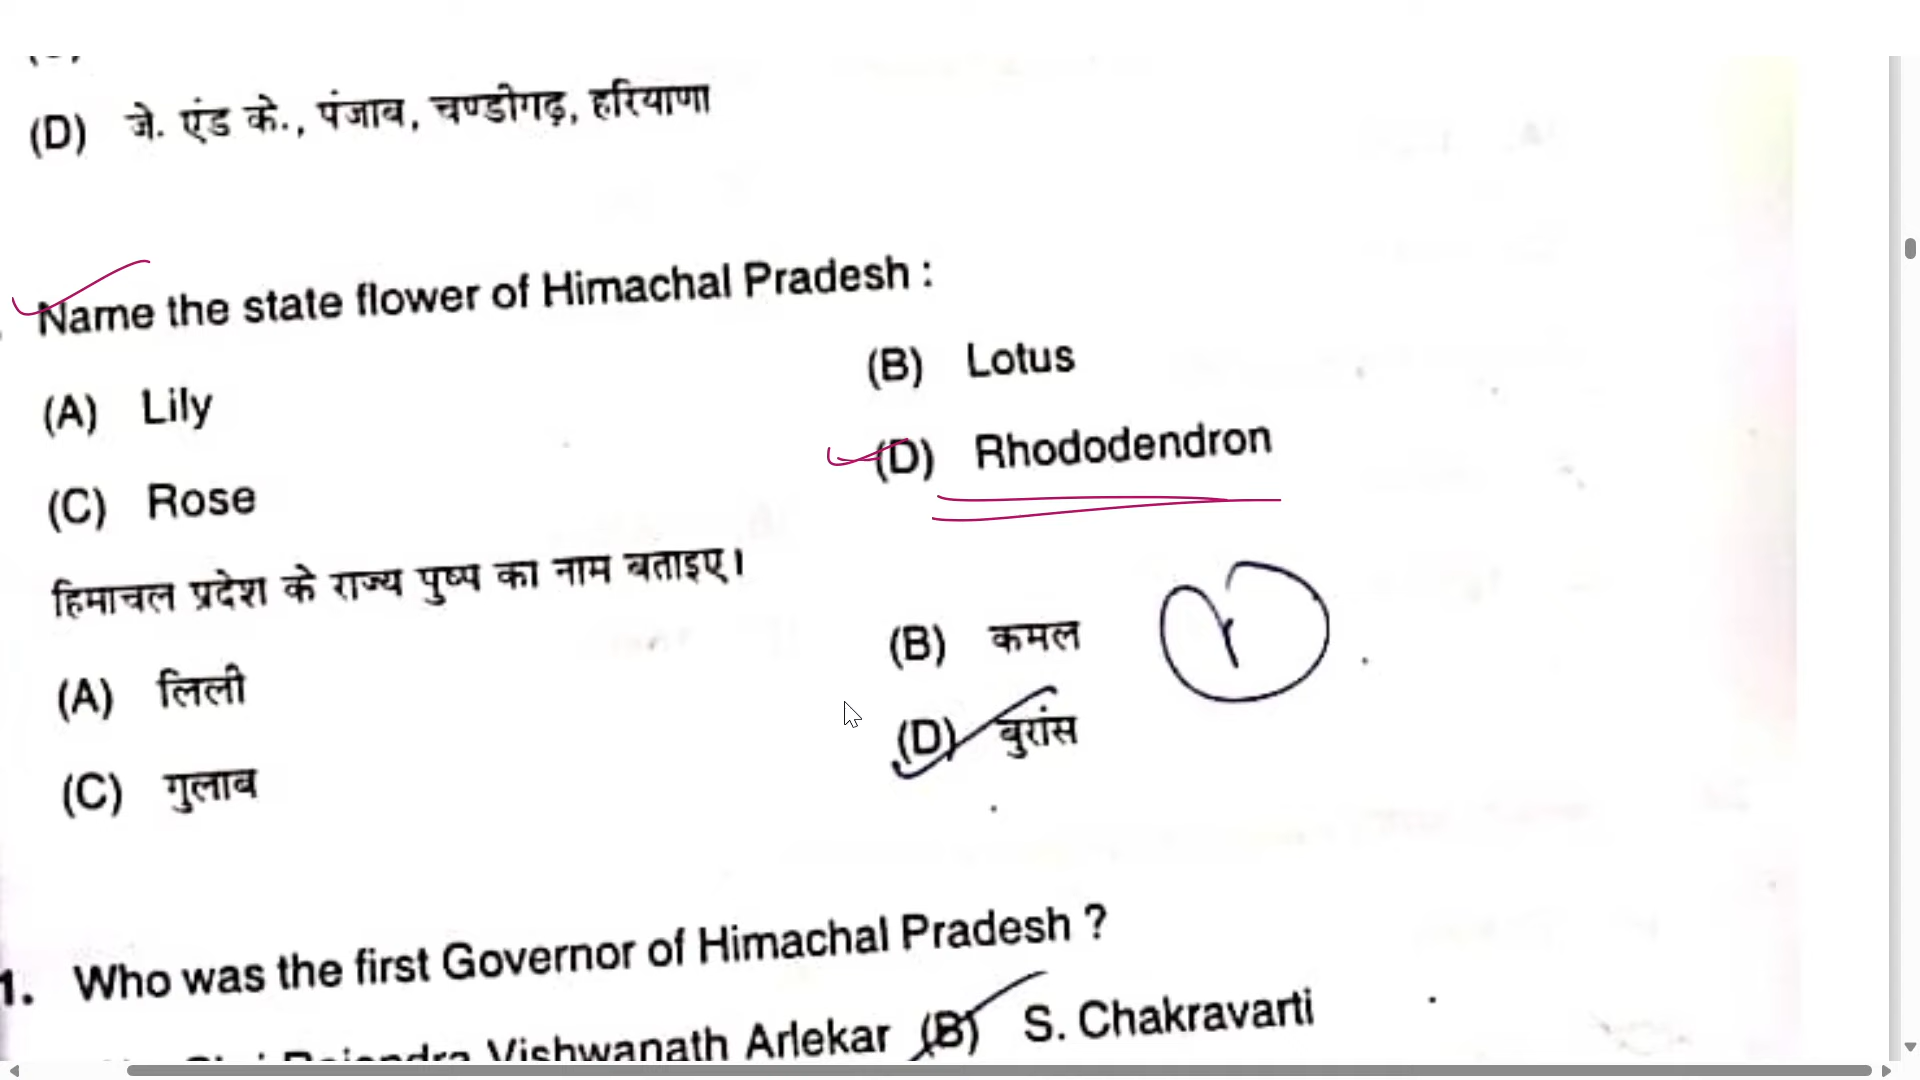 (D) जे. एंड के., पंजाब, चण्डीगढ़, हरियाणा
Name the state flower of Himachal Pradesh :
(A) Lily (B) Lotus
(C) Rose (D) Rhododendron
हिमाचल प्रदेश के राज्य पुष्प का नाम बताइए।
(A) लिली (B) कमल
(C) गुलाब (D) बुरांस
1. Who was the first Governor of Himachal Pradesh ?
Vishwanath Arlekar (B) S. Chakravarti